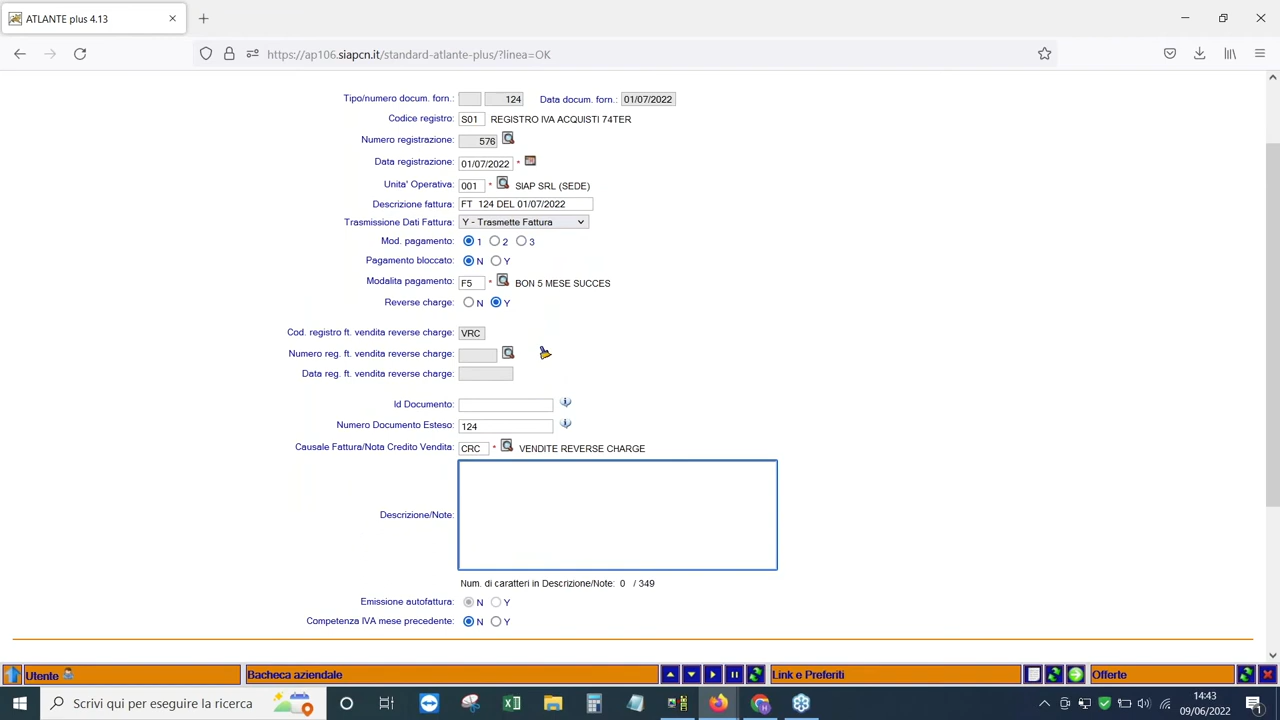 ATLANTE plus 4.13
https://ap106.siapcn.it/standard-atlante-plus/?linea=OK
Tipo/numero docum. forn.: 124 Data docum. forn.: 01/07/2022
Codice registro: S01 REGISTRO IVA ACQUISTI 74TER
Numero registrazione: 576
Data registrazione: 01/07/2022 *
Unita' Operativa: 001 * SIAP SRL (SEDE)
Descrizione fattura: FT 124 DEL 01/07/2022
Trasmissione Dati Fattura: Y - Trasmette Fattura
Mod. pagamento: 1 2 3
Pagamento bloccato: N Y
Modalita pagamento: F5 * BON 5 MESE SUCCES
Reverse charge: N Y
Cod. registro ft. vendita reverse charge: VRC
Numero reg. ft. vendita reverse charge:
Data reg. ft. vendita reverse charge:
Id Documento:
Numero Documento Esteso: 124
Causale Fattura/Nota Credito Vendita: CRC * VENDITE REVERSE CHARGE
Descrizione/Note:
Num. di caratteri in Descrizione/Note: 0 / 349
Emissione autofattura: N Y
Competenza IVA mese precedente: N Y
Utente Bacheca aziendale Link e Preferiti Offerte
Scrivi qui per eseguire la ricerca
14:43
09/06/2022